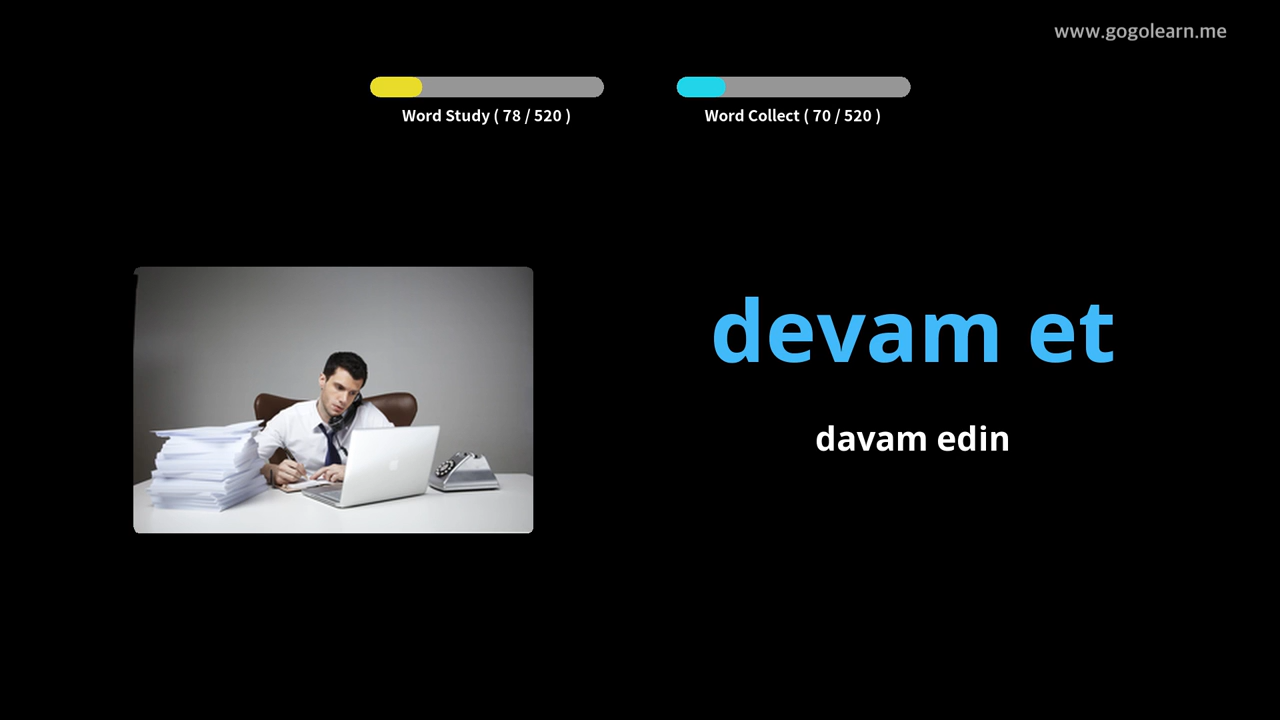 www.gogolearn.me
Word Study ( 78 / 520 )
Word Collect ( 70 / 520 )
devam et
davam edin